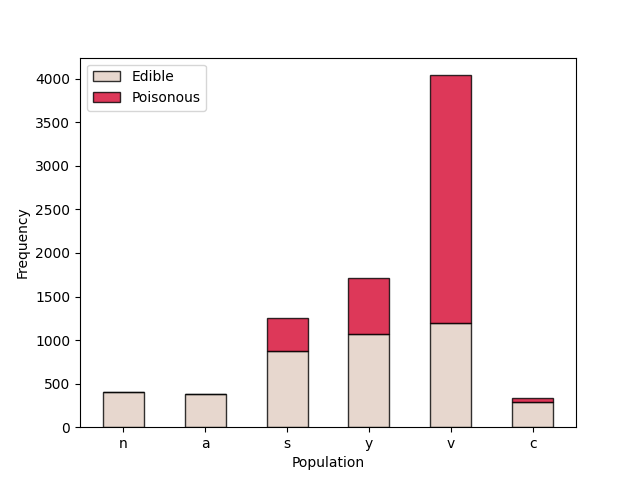 Edible
Poisonous
4000
3500
3000
2500
2000
1500
1000
500
0
Frequency
n a s y v c
Population